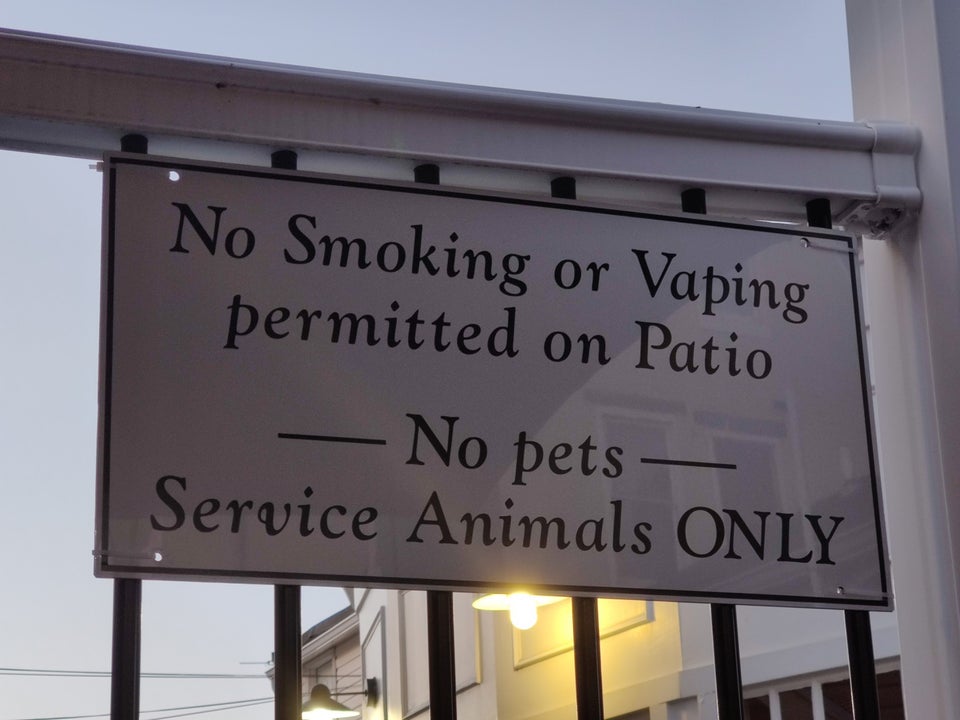 No Smoking or Vaping
permitted on Patio
— No pets —
Service Animals ONLY